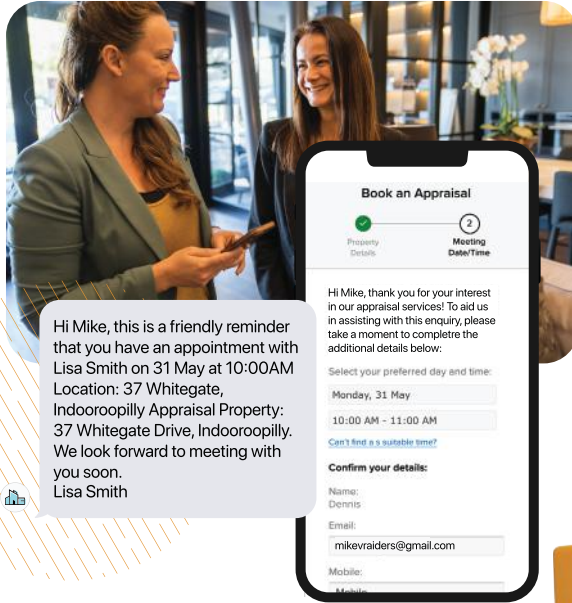 Book an Appraisal
2
Property
Details
Meeting
Date/Time
Hi Mike, thank you for your interest
in our appraisal services! To aid us
in assisting with this enquiry, please
take a moment to completre the
additional details below:
Select your preferred day and time:
Monday, 31 May
10:00 AM - 11:00 AM
Can't find a s suitable time?
Confirm your details:
Name:
Dennis
Email:
mikevraiders@gmail.com
Mobile:
Mobile
Hi Mike, this is a friendly reminder
that you have an appointment with
Lisa Smith on 31 May at 10:00AM
Location: 37 Whitegate,
Indooroopilly Appraisal Property:
37 Whitegate Drive, Indooroopilly.
We look forward to meeting with
you soon.
Lisa Smith